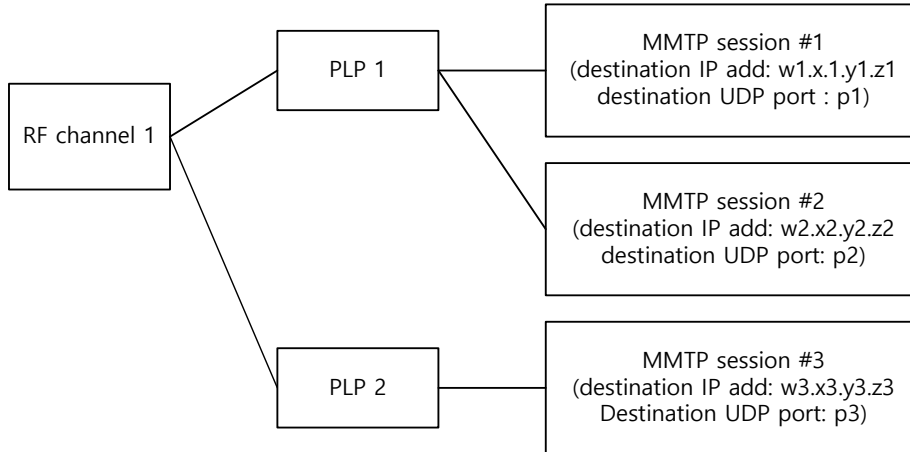 RF channel 1
PLP 1
MMTP session #1
(destination IP add: w1.x.1.y1.z1
destination UDP port : p1)
MMTP session #2
(destination IP add: w2.x2.y2.z2
destination UDP port: p2)
PLP 2
MMTP session #3
(destination IP add: w3.x3.y3.z3
Destination UDP port: p3)